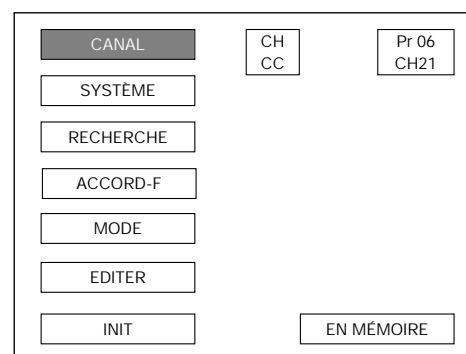 CANAL
CH
CC
Pr 06
CH21
SYSTÈME
RECHERCHE
ACCORD-F
MODE
EDITER
INIT
EN MÉMOIRE